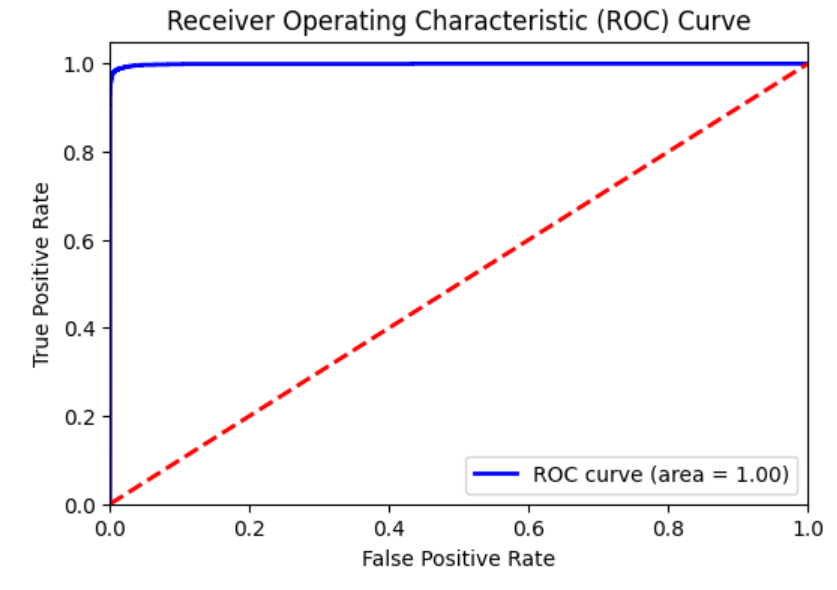 Receiver Operating Characteristic (ROC) Curve
1.0
0.8
0.6
0.4
0.2
0.0
True Positive Rate
ROC curve (area = 1.00)
0.0 0.2 0.4 0.6 0.8 1.0
False Positive Rate